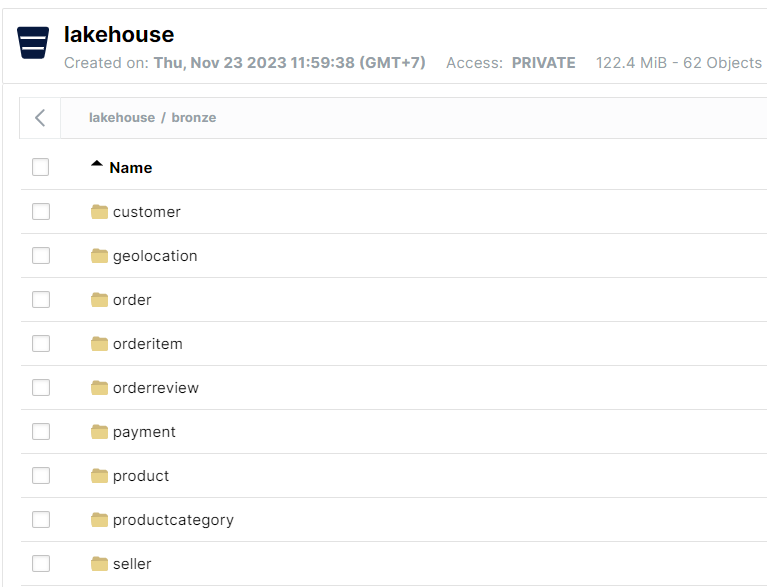 lakehouse
Created on: Thu, Nov 23 2023 11:59:38 (GMT+7) Access: PRIVATE 122.4 MiB - 62 Objects
lakehouse / bronze
Name
customer
geolocation
order
orderitem
orderreview
payment
product
productcategory
seller